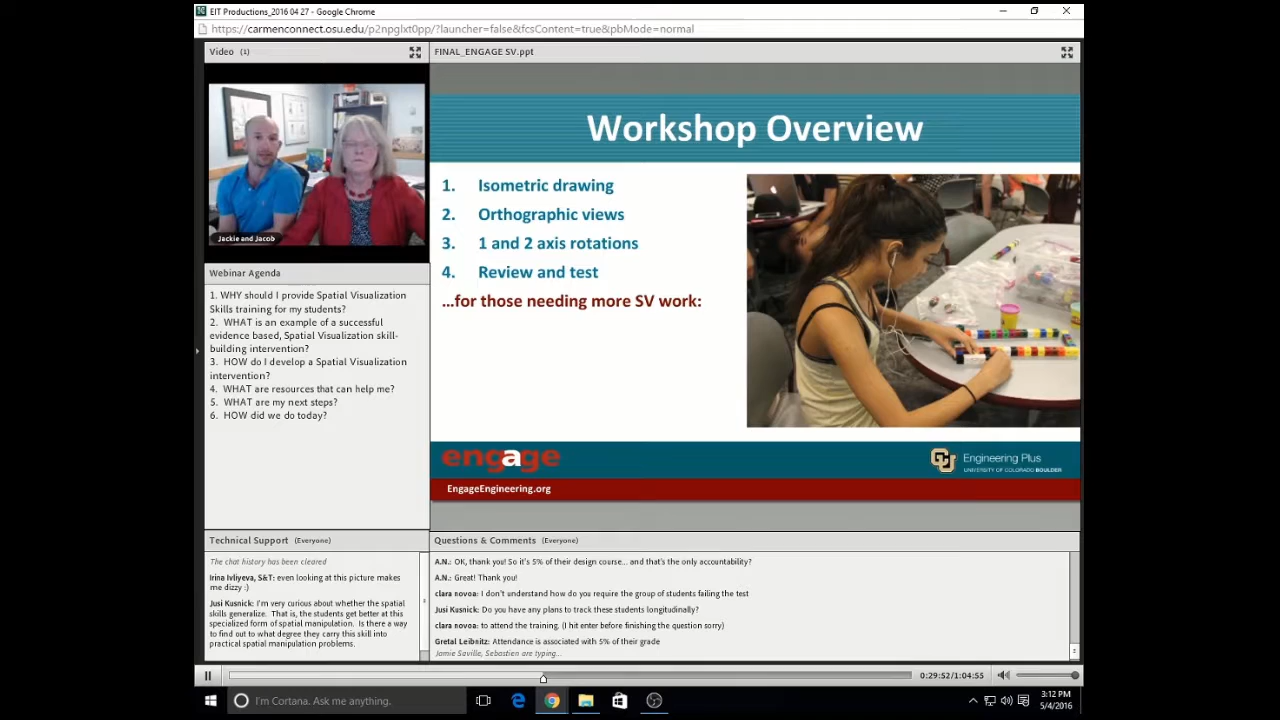 EIT Productions_2016 04 27 - Google Chrome
https://carmenconnect.osu.edu/p2npglxt0pp/?launcher=false&fcsContent=true&pbMode=normal
Video (1)
Jackie and Jacob
Webinar Agenda
1. WHY should I provide Spatial Visualization
Skills training for my students?
2. WHAT is an example of a successful
evidence based, Spatial Visualization skill-
building intervention?
3. HOW do I develop a Spatial Visualization
intervention?
4. WHAT are resources that can help me?
5. WHAT are my next steps?
6. HOW did we do today?
FINAL_ENGAGE SV.ppt
Workshop Overview
1. Isometric drawing
2. Orthographic views
3. 1 and 2 axis rotations
4. Review and test
...for those needing more SV work:
engage
CU Engineering Plus
UNIVERSITY OF COLORADO BOULDER
EngageEngineering.org
Technical Support (Everyone)
The chat history has been cleared
Irina Ivliyeva, S&T: even looking at this picture makes
me dizzy :)
Jusi Kusnick: I'm very curious about whether the spatial
skills generalize. That is, the students get better at this
specialized form of spatial manipulation. Is there a way
to find out to what degree they carry this skill into
practical spatial manipulation problems.
Questions & Comments (Everyone)
A.N.: OK, thank you! So it's 5% of their design course... and that's the only accountability?
A.N.: Great! Thank you!
clara novoa: I don't understand how do you require the group of students failing the test
Jusi Kusnick: Do you have any plans to track these students longitudinally?
clara novoa: to attend the training. (I hit enter before finishing the question sorry)
Gretal Leibnitz: Attendance is associated with 5% of their grade
Jamie Saville, Sebastien are typing...
0:29:52/1:04:55
I'm Cortana. Ask me anything.
3:12 PM
5/4/2016